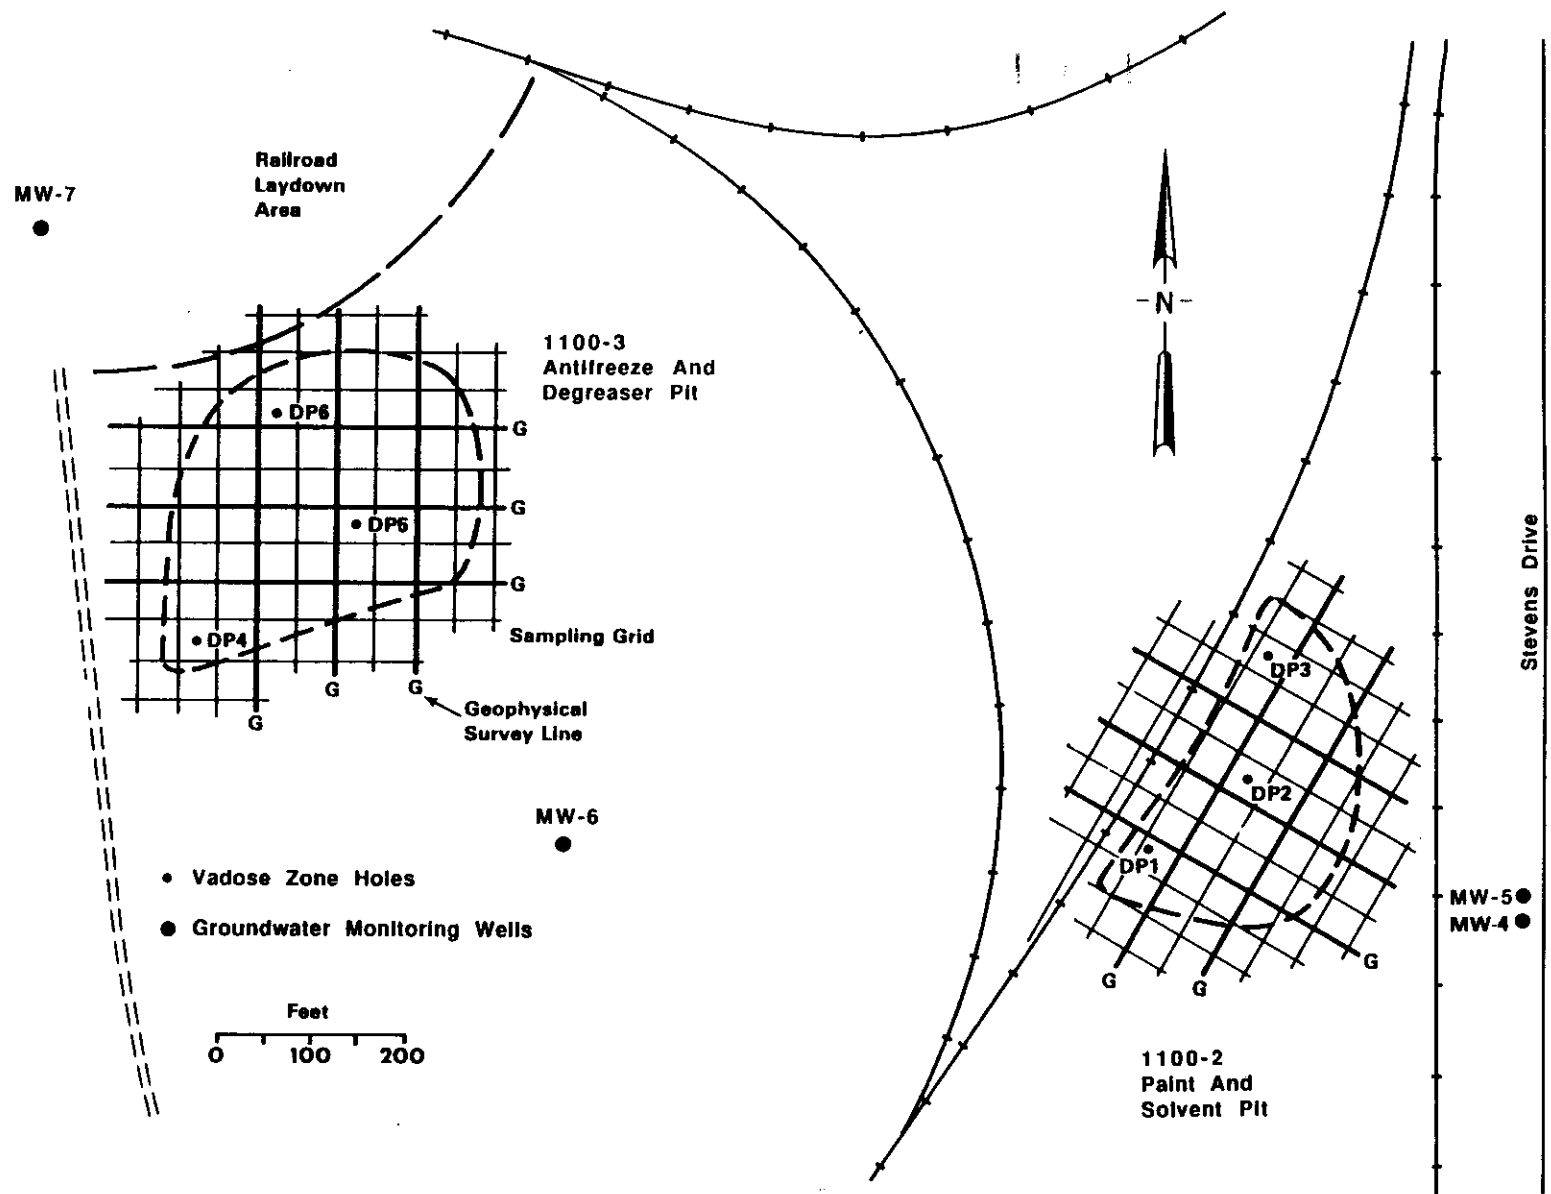 MW-7
Railroad
Laydown
Area
N
1100-3
Antifreeze And
Degreaser Pit
DP6
G
G
DP6
G
DP4
Sampling Grid
G
G
G
Geophysical
Survey Line
MW-6
Vadose Zone Holes
Groundwater Monitoring Wells
Feet
0 100 200
DP3
DP2
DP1
G
G
G
1100-2
Paint And
Solvent Pit
MW-5
MW-4
Stevens Drive